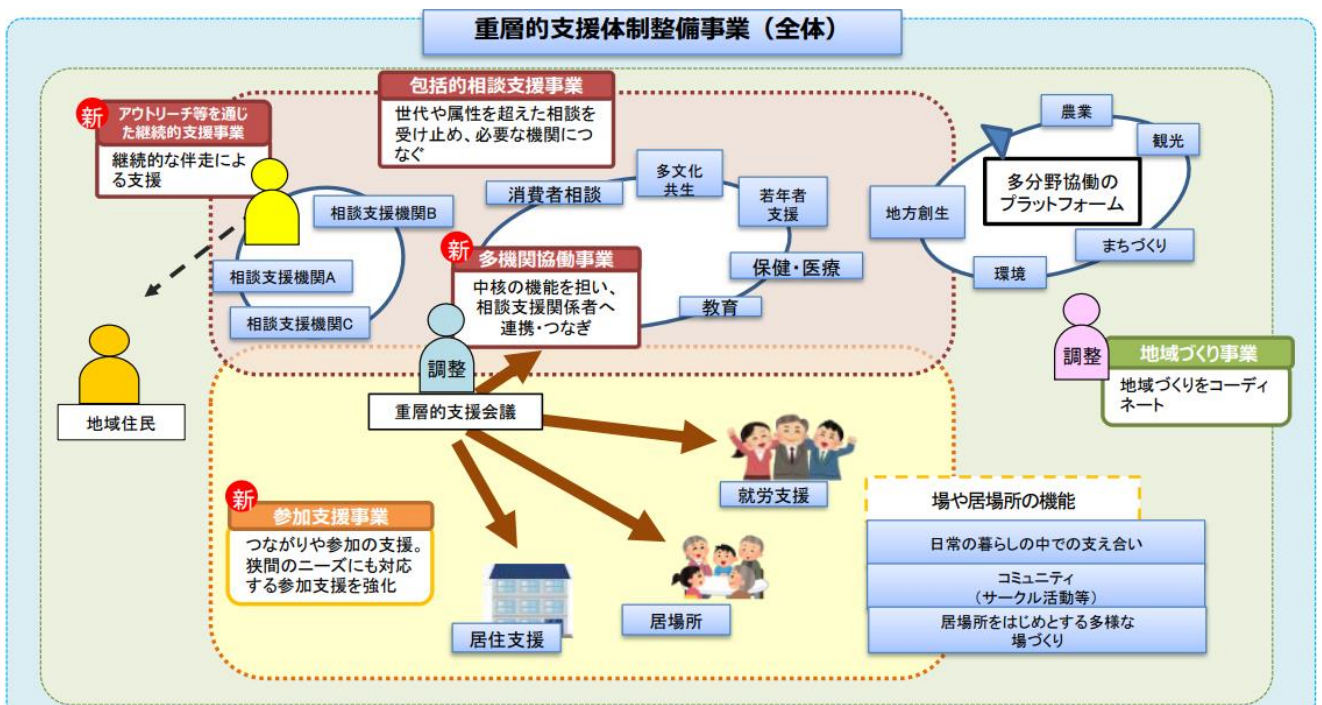 重層的支援体制整備事業（全体）
新
アウトリーチ等を通じ
た継続的支援事業
継続的な伴走によ
る支援
包括的相談支援事業
世代や属性を超えた相談を
受け止め、必要な機関につ
なぐ
相談支援機関B
相談支援機関A
相談支援機関C
消費者相談
多文化
共生
若年者
支援
保健・医療
教育
新
多機関協働事業
中核の機能を担い、
相談支援関係者へ
連携・つなぎ
農業
観光
多分野協働の
プラットフォーム
地方創生
まちづくり
環境
調整
地域づくり事業
地域づくりをコーディ
ネート
地域住民
調整
重層的支援会議
新
参加支援事業
つながりや参加の支援。
狭間のニーズにも対応
する参加支援を強化
就労支援
居場所
居住支援
場や居場所の機能
日常の暮らしの中での支え合い
コミュニティ
（サークル活動等）
居場所をはじめとする多様な
場づくり